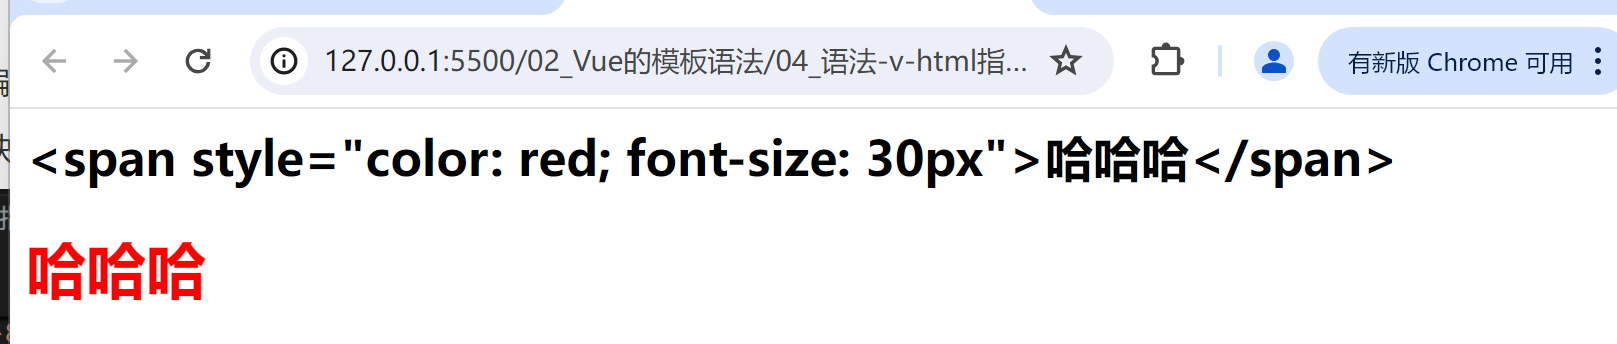 127.0.0.1:5500/02_Vue的模板语法/04_语法-v-html指...
有新版 Chrome 可用
<span style="color: red; font-size: 30px">哈哈哈</span>
哈哈哈